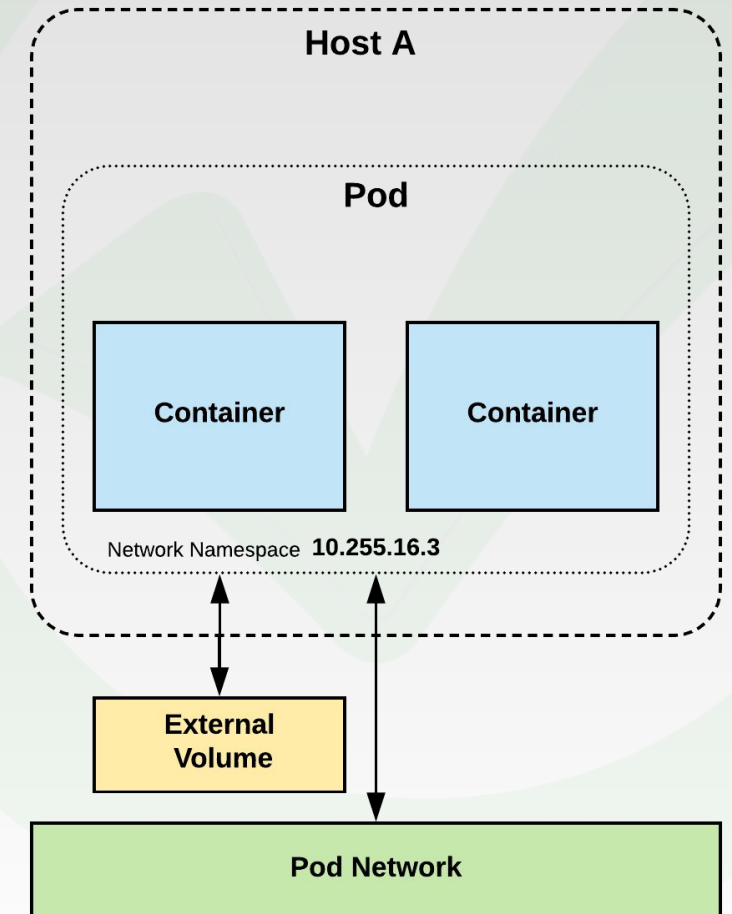 Host A
Pod
Container
Container
Network Namespace 10.255.16.3
External
Volume
Pod Network